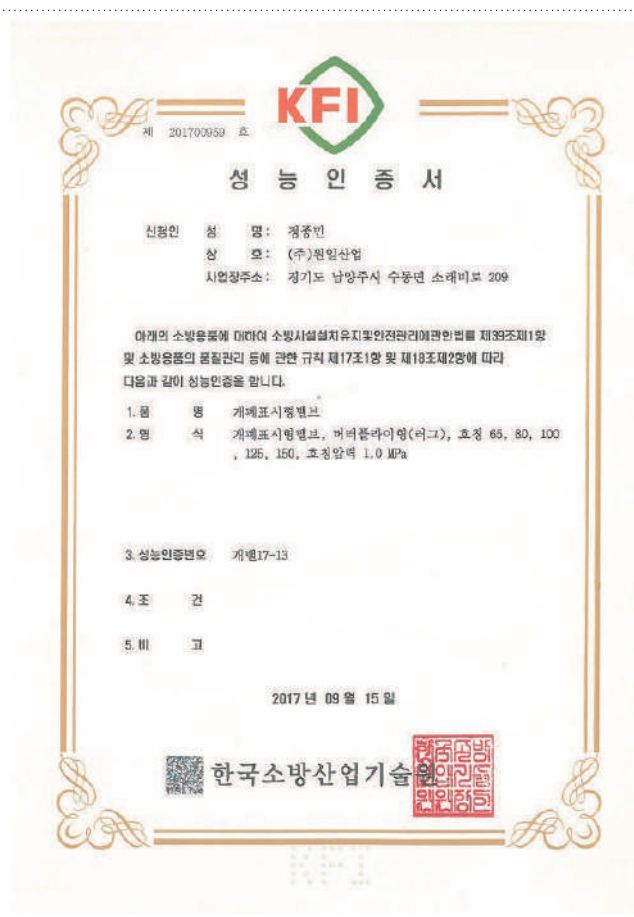 KFI
제 201700959 호
성 능 인 증 서
신청인 성 명 : 정종민
상 호 : (주)원일산업
사업장주소 : 경기도 남양주시 수동면 소래비로 209
아래의 소방용품에 대하여 소방시설설치유지및안전관리에관한법률 제39조제1항
및 소방용품의 품질관리 등에 관한 규칙 제17조1항 및 제18조제2항에 따라
다음과 같이 성능인증을 합니다.
1. 품 명 개폐표시형밸브
2. 형 식 개폐표시형밸브, 버터플라이형(러그), 호칭 65, 80, 100
, 125, 150, 호칭압력 1.0 MPa
3. 성능인증번호 개밸17-13
4. 조 건
5. 비 고
2017 년 09 월 15 일
한국소방산업기술원
KFI